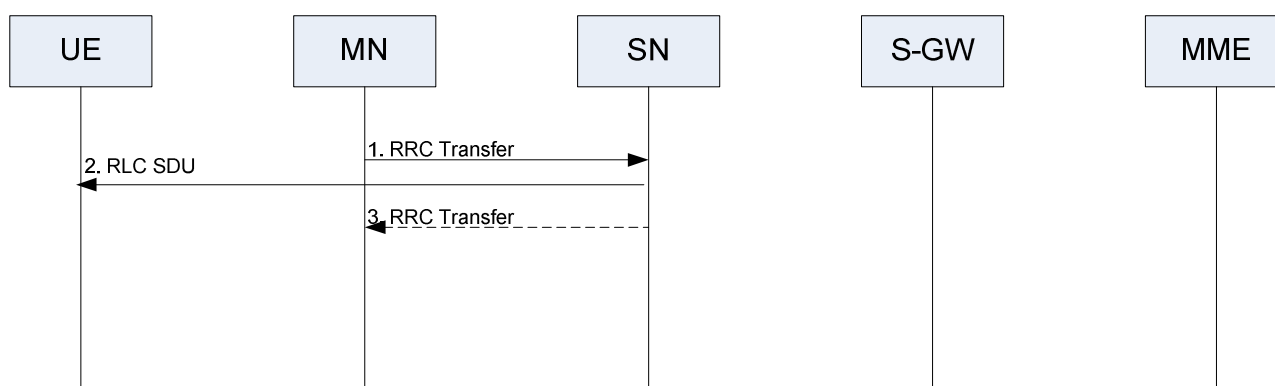 UE
MN
SN
S-GW
MME
1. RRC Transfer
2. RLC SDU
3. RRC Transfer